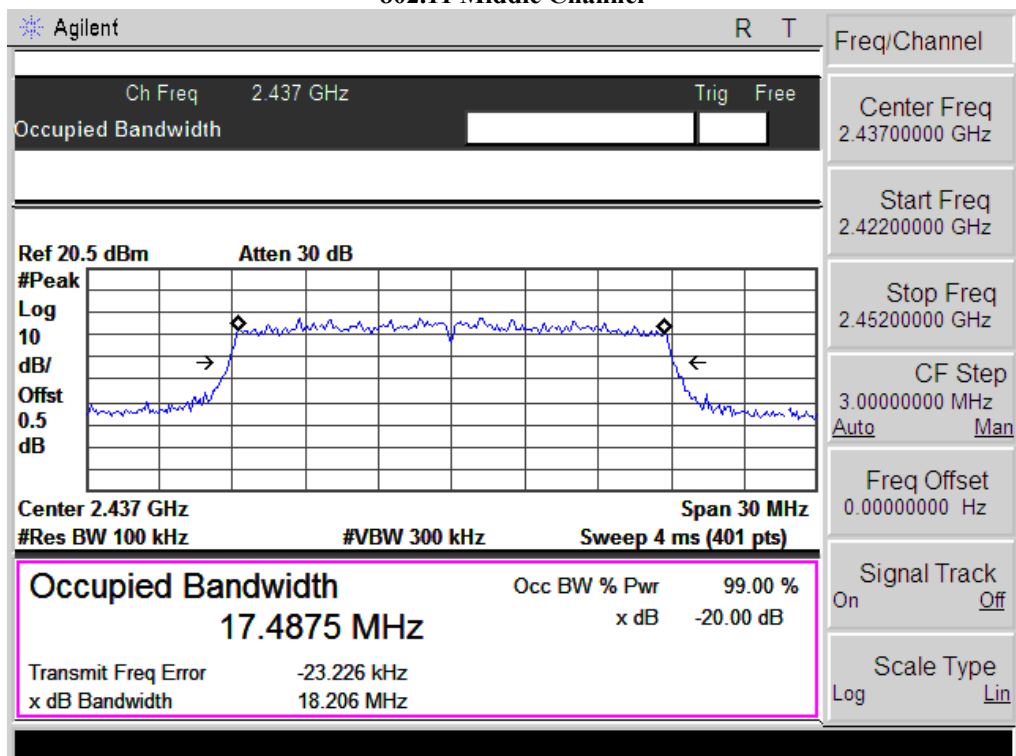 802.11 Middle Channel
Agilent R T
Ch Freq 2.437 GHz Trig Free
Occupied Bandwidth
Ref 20.5 dBm Atten 30 dB
#Peak
Log
10
dB/
Offst
0.5
dB
Center 2.437 GHz Span 30 MHz
#Res BW 100 kHz #VBW 300 kHz Sweep 4 ms (401 pts)
Occupied Bandwidth Occ BW % Pwr 99.00 %
17.4875 MHz x dB -20.00 dB
Transmit Freq Error -23.226 kHz
x dB Bandwidth 18.206 MHz
Freq/Channel
Center Freq
2.43700000 GHz
Start Freq
2.42200000 GHz
Stop Freq
2.45200000 GHz
CF Step
3.00000000 MHz
Auto Man
Freq Offset
0.00000000 Hz
Signal Track
On Off
Scale Type
Log Lin